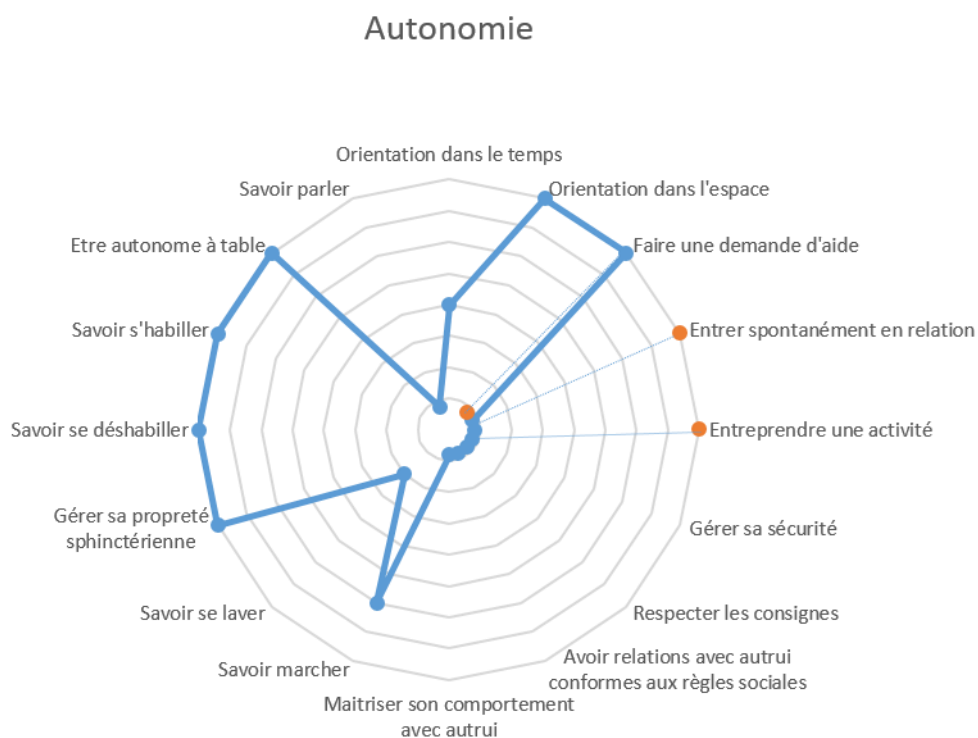 Autonomie
Orientation dans le temps
Orientation dans l'espace
Faire une demande d'aide
Entrer spontanément en relation
Entreprendre une activité
Gérer sa sécurité
Respecter les consignes
Avoir relations avec autrui
conformes aux règles sociales
Maitriser son comportement
avec autrui
Savoir marcher
Savoir se laver
Gérer sa propreté
sphinctérienne
Savoir se déshabiller
Savoir s'habiller
Etre autonome à table
Savoir parler